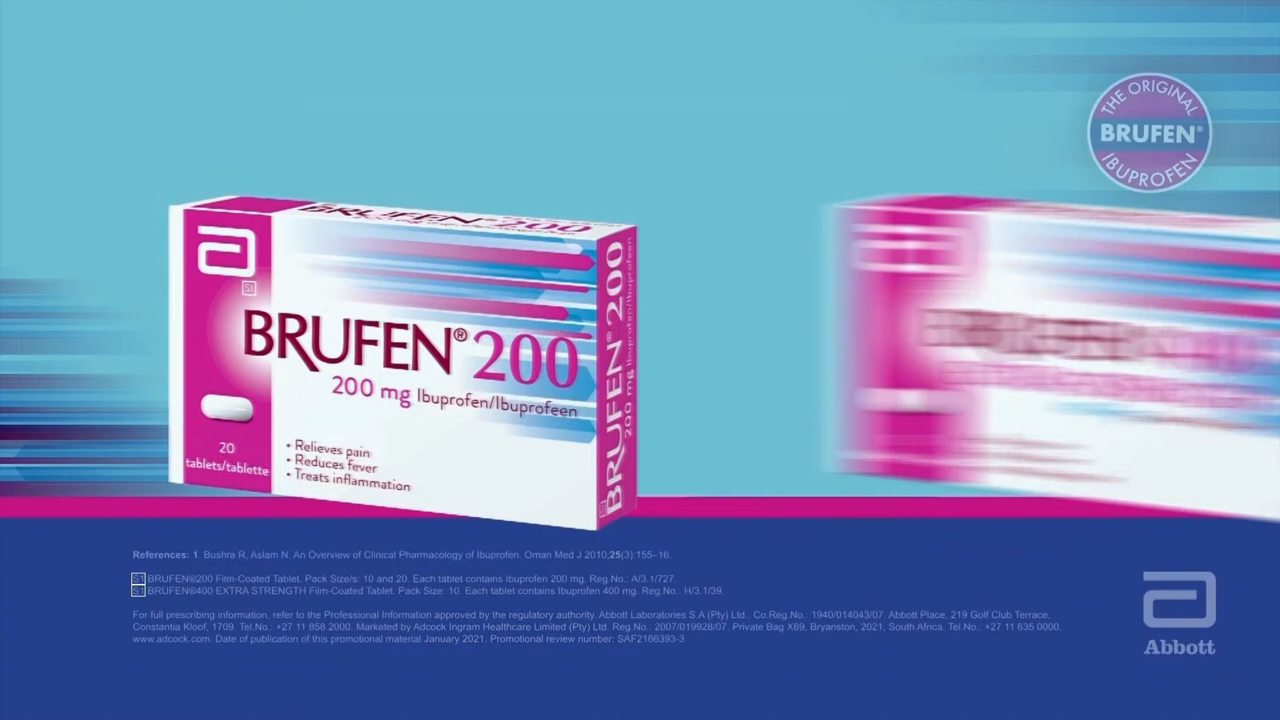 THE ORIGINAL
BRUFEN®
IBUPROFEN
BRUFEN® 200
S1
BRUFEN® 200
200 mg Ibuprofen/Ibuprofeen
20
tablets/tablette
• Relieves pain
• Reduces fever
• Treats inflammation
BRUFEN® 200
200 mg Ibuprofen/Ibuprofeen
References: 1. Bushra R, Aslam N. An Overview of Clinical Pharmacology of Ibuprofen. Oman Med J 2010;25(3):155–16.
S1 BRUFEN®200 Film-Coated Tablet. Pack Size/s: 10 and 20. Each tablet contains Ibuprofen 200 mg. Reg No.: A/3.1/727.
S1 BRUFEN®400 EXTRA STRENGTH Film-Coated Tablet. Pack Size: 10. Each tablet contains Ibuprofen 400 mg. Reg.No.: H/3.1/39.
For full prescribing information, refer to the Professional Information approved by the regulatory authority. Abbott Laboratories S.A (Pty) Ltd.. Co.Reg.No.: 1940/014043/07. Abbott Place, 219 Golf Club Terrace,
Constantia Kloof, 1709. Tel.No.: +27 11 858 2000. Marketed by Adcock Ingram Healthcare Limited (Pty) Ltd. Reg.No.: 2007/019928/07. Private Bag X69, Bryanston, 2021, South Africa. Tel.No.: +27 11 635 0000,
www.adcock.com. Date of publication of this promotional material January 2021. Promotional review number: SAF2166393-3
Abbott